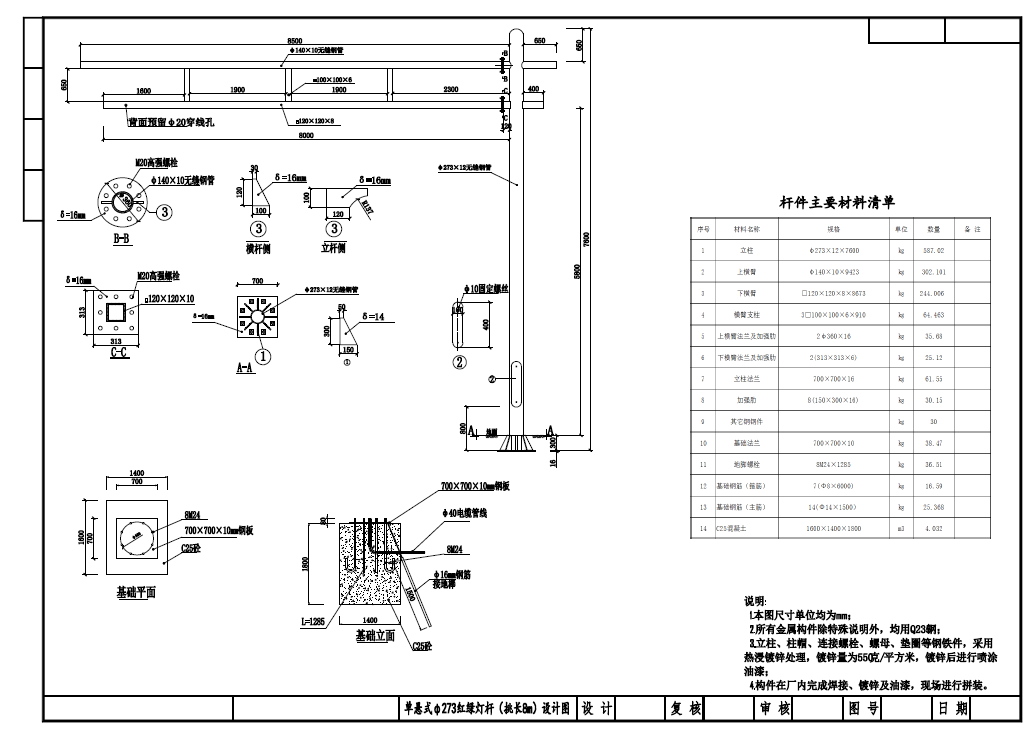 8500
φ140×10无缝钢管
650
650
650
B
B
□100×100×6
1600
1900
1900
2300
400
C
C
背面预留φ20穿线孔
□120×120×8
120
8000
M20高强螺栓
φ140×10无缝钢管
δ=16mm
3
B-B
30
δ=16mm
120
100
3
横杆侧
δ=16mm
100
120
R137
3
立杆侧
φ273×12无缝钢管
7600
5800
M20高强螺栓
δ=16mm
□120×120×10
313
313
C-C
700
φ273×12无缝钢管
δ=16mm
1
A-A
50
δ=14
300
150
①
φ10固定螺丝
400
2
2
800
A
A
300
16
1400
700
1600
700
8M24
700×700×10mm钢板
C25砼
基础平面
700×700×10mm钢板
φ40电缆管线
8M24
φ16mm钢筋
接地箍
80
1800
1500
L=1285
1400
基础立面
C25砼
杆件主要材料清单
序号 材料名称 规格 单位 数量 备 注
1 立柱 φ273×12×7600 kg 587.02
2 上横臂 φ140×10×9423 kg 302.101
3 下横臂 □120×120×8×8673 kg 244.006
4 横臂支柱 3□100×100×6×910 kg 64.463
5 上横臂法兰及加强肋 2φ360×16 kg 35.68
6 下横臂法兰及加强肋 2(313×313×6) kg 25.12
7 立柱法兰 700×700×16 kg 61.55
8 加强肋 8(150×300×16) kg 30.15
9 其它钢钢件 kg 30
10 基础法兰 700×700×10 kg 38.47
11 地脚螺栓 8M24×1285 kg 36.51
12 基础钢筋（箍筋） 7(Φ8×6000) kg 16.59
13 基础钢筋（主筋） 14(Φ14×1500) kg 25.368
14 C25混凝土 1600×1400×1800 m3 4.032
说明:
1.本图尺寸单位均为mm;
2.所有金属构件除特殊说明外，均用Q23钢;
3.立柱、柱帽、连接螺栓、螺母、垫圈等钢铁件，采用
热浸镀锌处理，镀锌量为550克/平方米，镀锌后进行喷涂
油漆;
4.构件在厂内完成焊接、镀锌及油漆，现场进行拼装。
单悬式φ273红绿灯杆（挑长8m）设计图 设 计 复 核 审 核 图 号 日 期